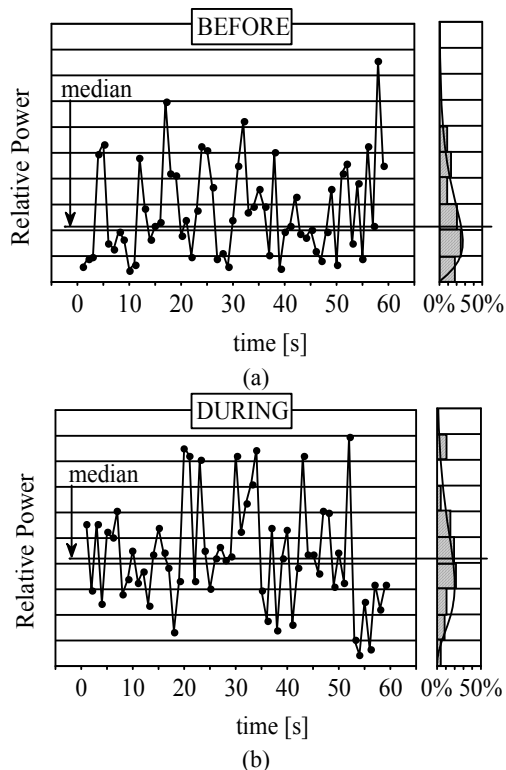 BEFORE
median
Relative Power
0 10 20 30 40 50 60
0% 50%
time [s]
(a)
DURING
median
Relative Power
0 10 20 30 40 50 60
0% 50%
time [s]
(b)